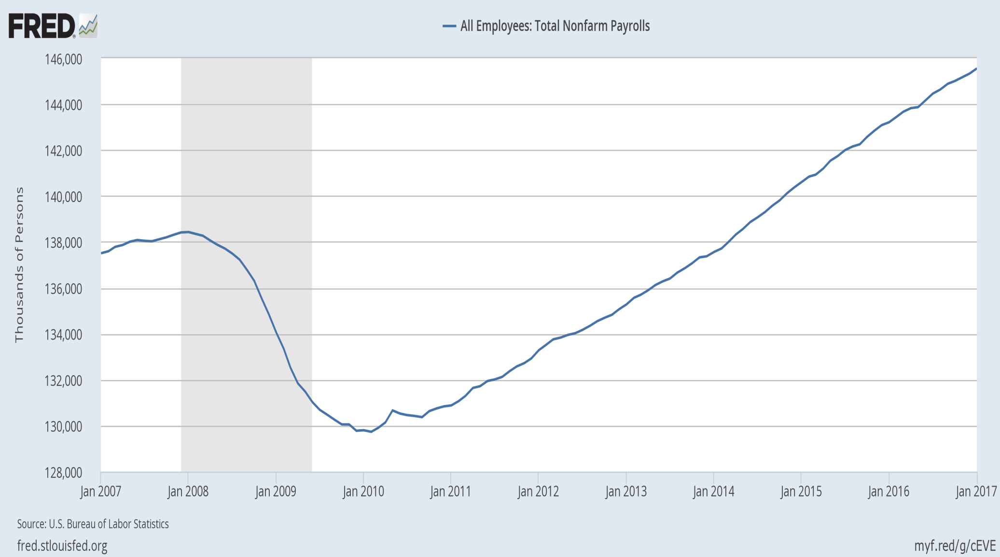 FRED®
All Employees: Total Nonfarm Payrolls
146,000
144,000
142,000
140,000
138,000
136,000
134,000
132,000
130,000
128,000
Thousands of Persons
Jan 2007 Jan 2008 Jan 2009 Jan 2010 Jan 2011 Jan 2012 Jan 2013 Jan 2014 Jan 2015 Jan 2016 Jan 2017
Source: U.S. Bureau of Labor Statistics
fred.stlouisfed.org
myf.red/g/cEVE